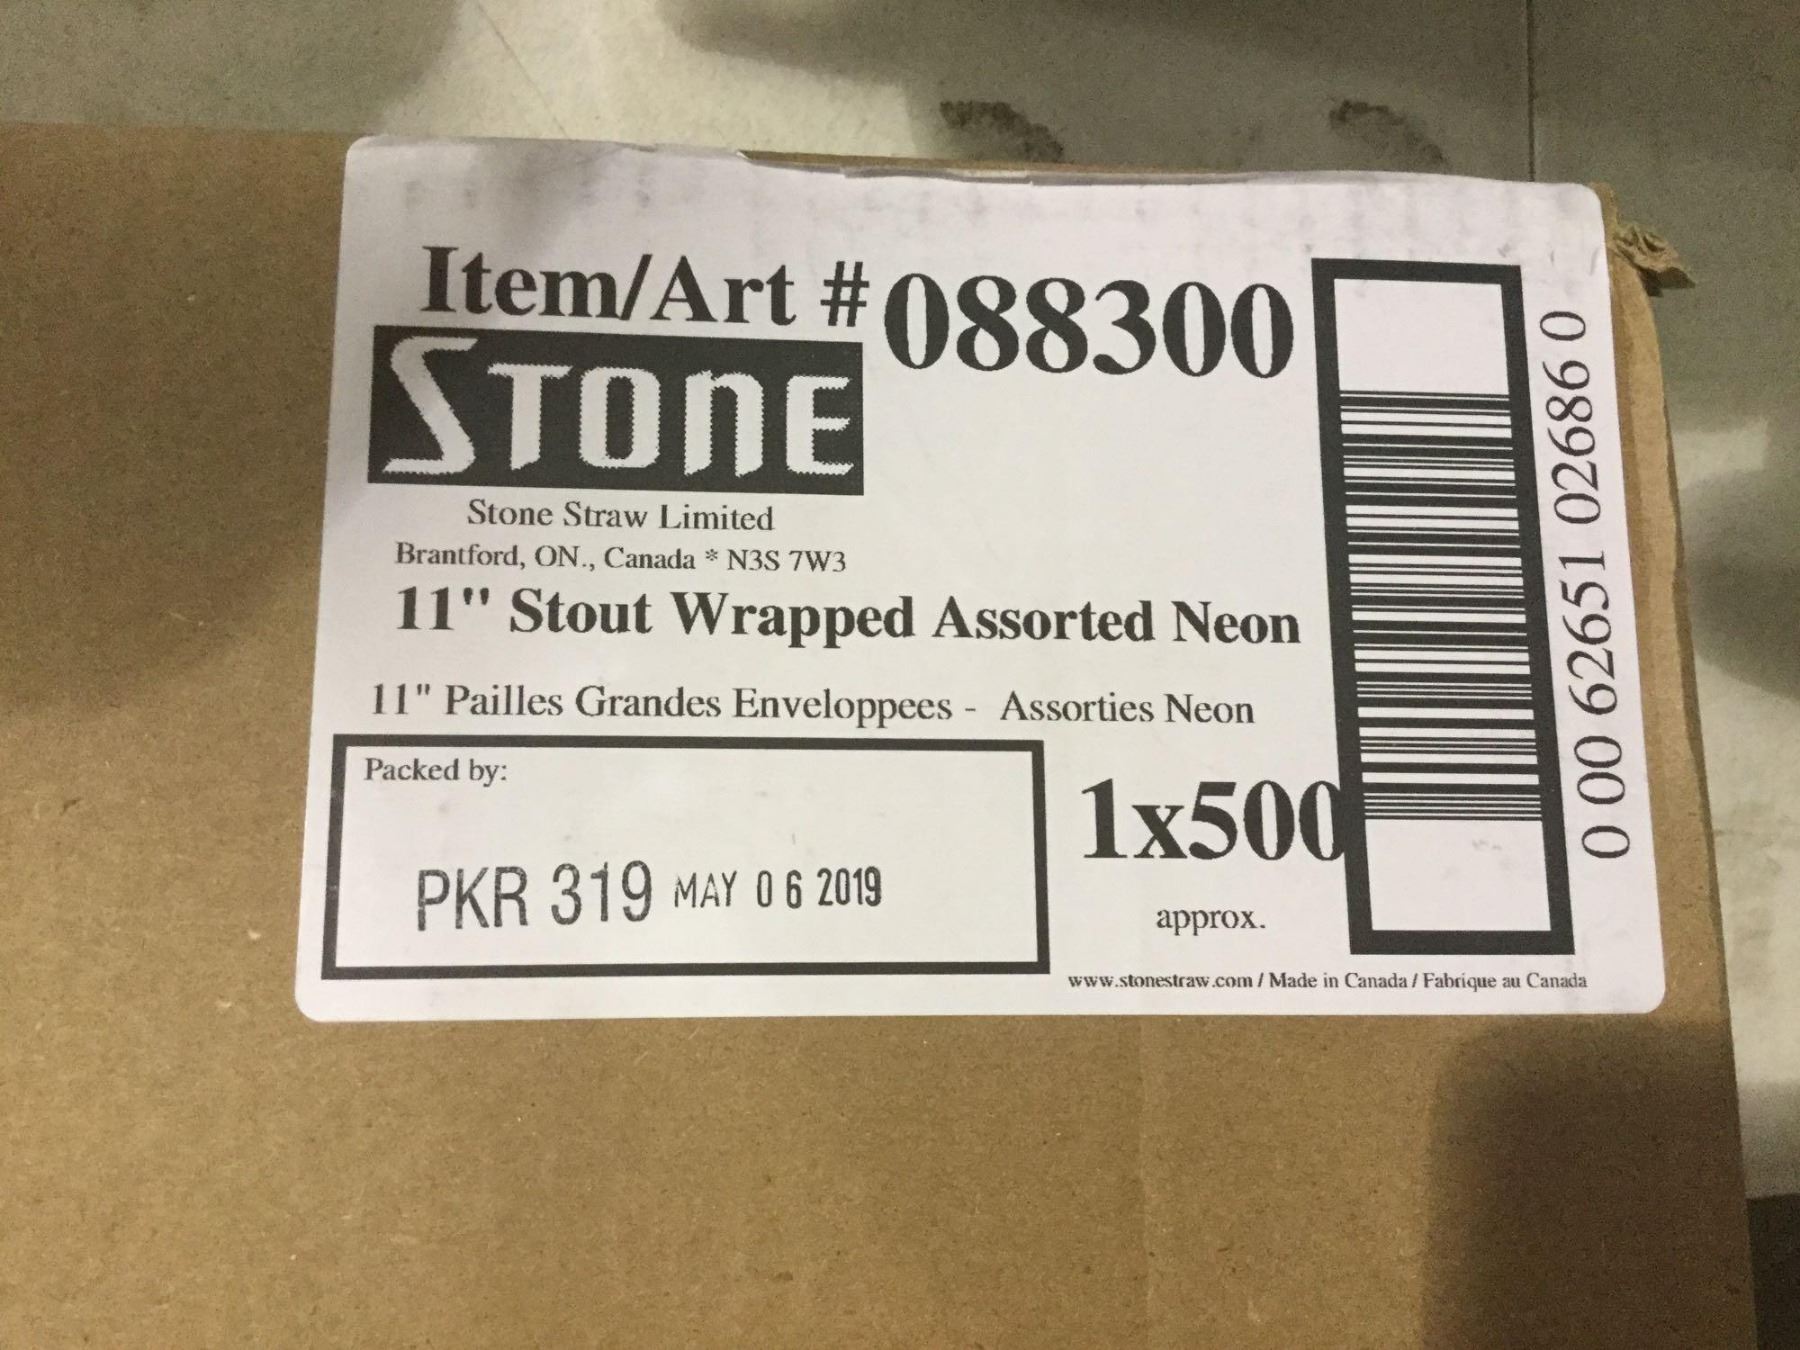 Item/Art # 088300
STONE
Stone Straw Limited
Brantford, ON., Canada * N3S 7W3
11" Stout Wrapped Assorted Neon
11" Pailles Grandes Enveloppees - Assorties Neon
Packed by:
PKR 319 MAY 06 2019
1x500
approx.
www.stonestraw.com / Made in Canada / Fabrique au Canada
0 00 62651 02686 0